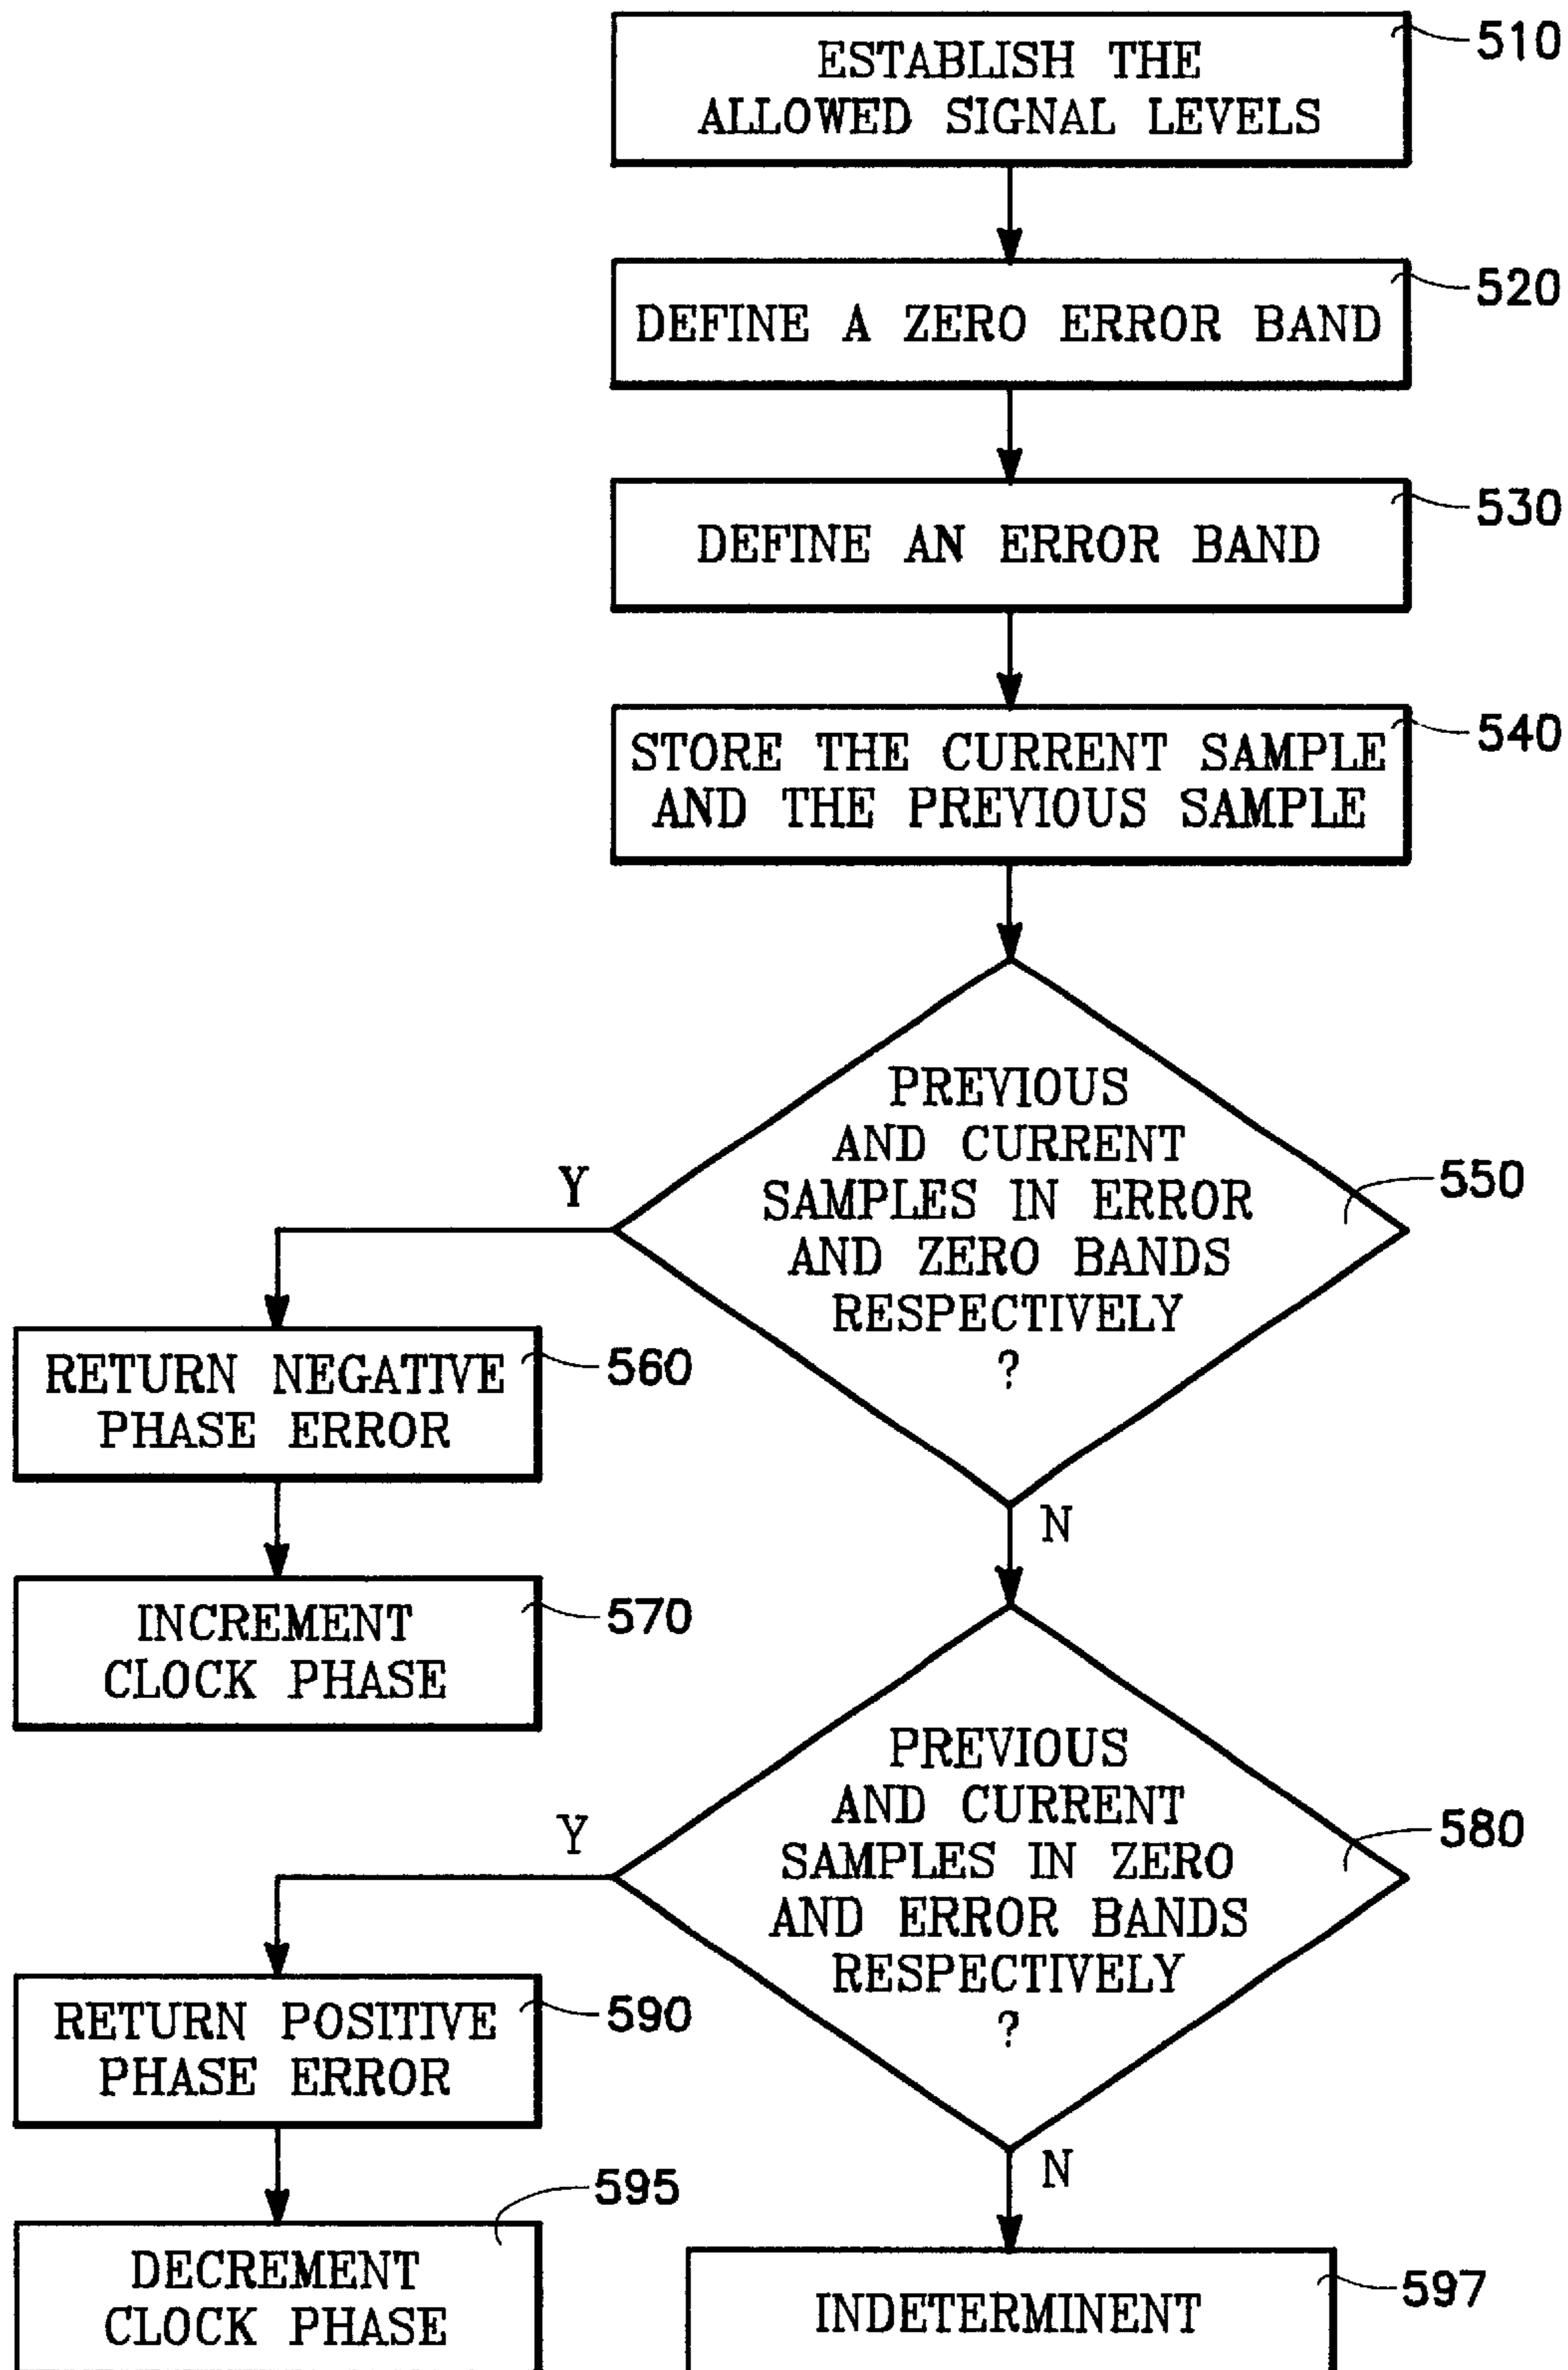 ESTABLISH THE
ALLOWED SIGNAL LEVELS
510
DEFINE A ZERO ERROR BAND
520
DEFINE AN ERROR BAND
530
STORE THE CURRENT SAMPLE
AND THE PREVIOUS SAMPLE
540
PREVIOUS
AND CURRENT
SAMPLES IN ERROR
AND ZERO BANDS
RESPECTIVELY
?
550
Y
RETURN NEGATIVE
PHASE ERROR
560
N
INCREMENT
CLOCK PHASE
570
PREVIOUS
AND CURRENT
SAMPLES IN ZERO
AND ERROR BANDS
RESPECTIVELY
?
580
Y
RETURN POSITIVE
PHASE ERROR
590
N
DECREMENT
CLOCK PHASE
595
INDETERMINENT
597